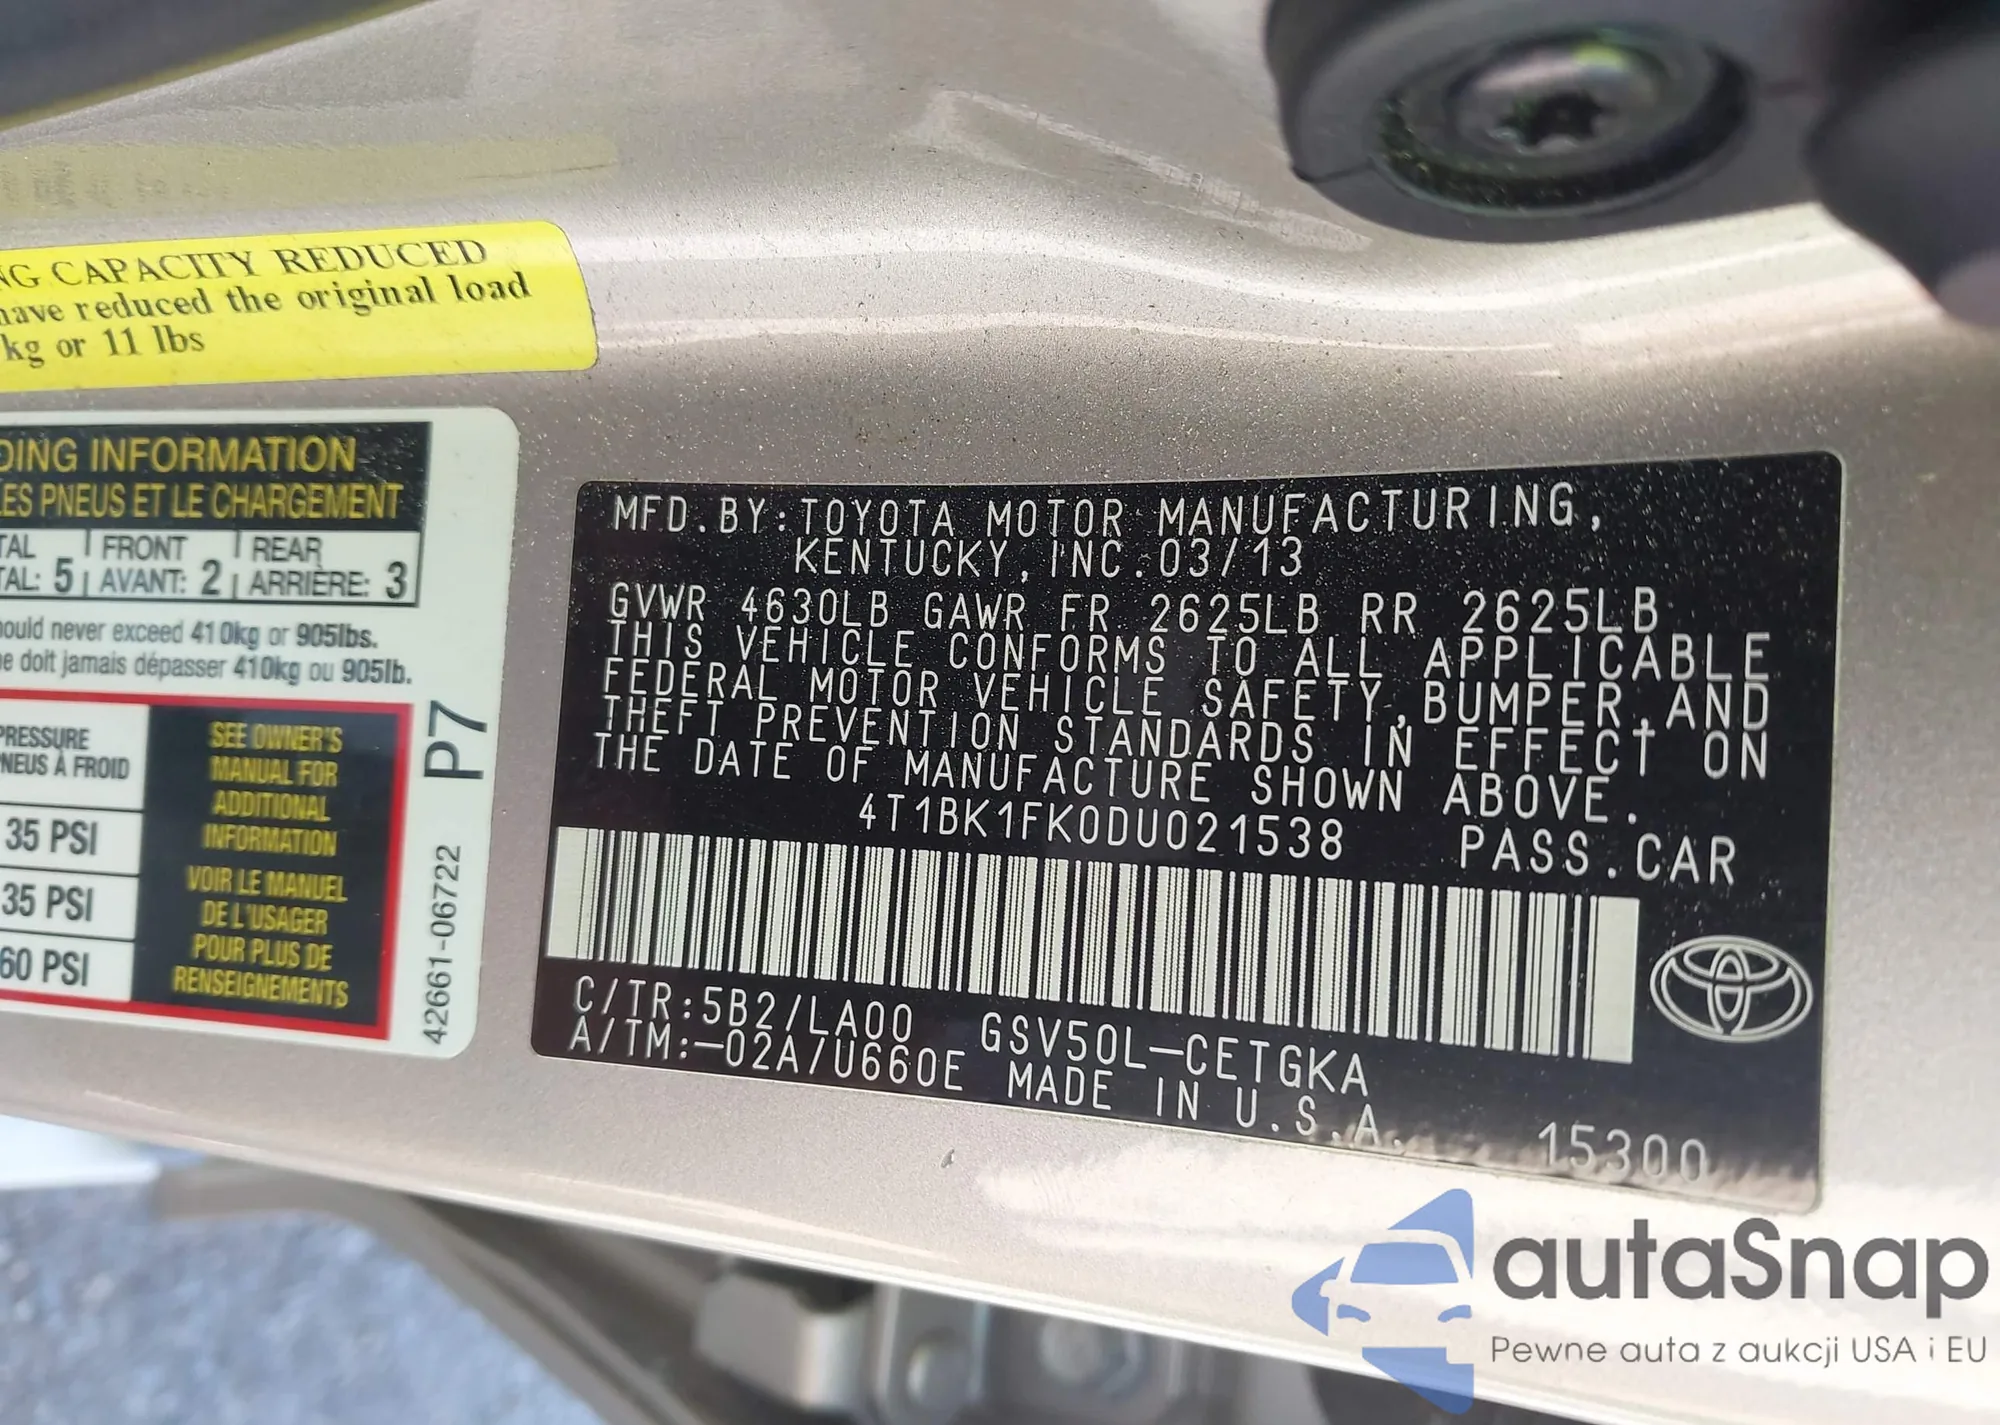 NG CAPACITY REDUCED
have reduced the original load
kg or 11 lbs
DING INFORMATION
LES PNEUS ET LE CHARGEMENT
TAL FRONT REAR
TAL: 5 AVANT: 2 ARRIÈRE: 3
ould never exceed 410kg or 905lbs.
ne doit jamais dépasser 410kg ou 905lb.
PRESSURE
PNEUS À FROID
35 PSI
35 PSI
60 PSI
SEE OWNER'S
MANUAL FOR
ADDITIONAL
INFORMATION
VOIR LE MANUEL
DE L'USAGER
POUR PLUS DE
RENSEIGNEMENTS
P7
42661-06722
MFD.BY:TOYOTA MOTOR MANUFACTURING,
KENTUCKY, INC.03/13
GVWR 4630LB GAWR FR 2625LB RR 2625LB
THIS VEHICLE CONFORMS TO ALL APPLICABLE
FEDERAL MOTOR VEHICLE SAFETY,BUMPER,AND
THEFT PREVENTION STANDARDS IN EFFECT ON
THE DATE OF MANUFACTURE SHOWN ABOVE.
4T1BK1FK0DU021538 PASS.CAR
C/TR:5B2/LA00 GSV50L-CETGKA
A/TM:-02A/U660E MADE IN U.S.A.
15300
autaSnap
Pewne auta z aukcji USA i EU